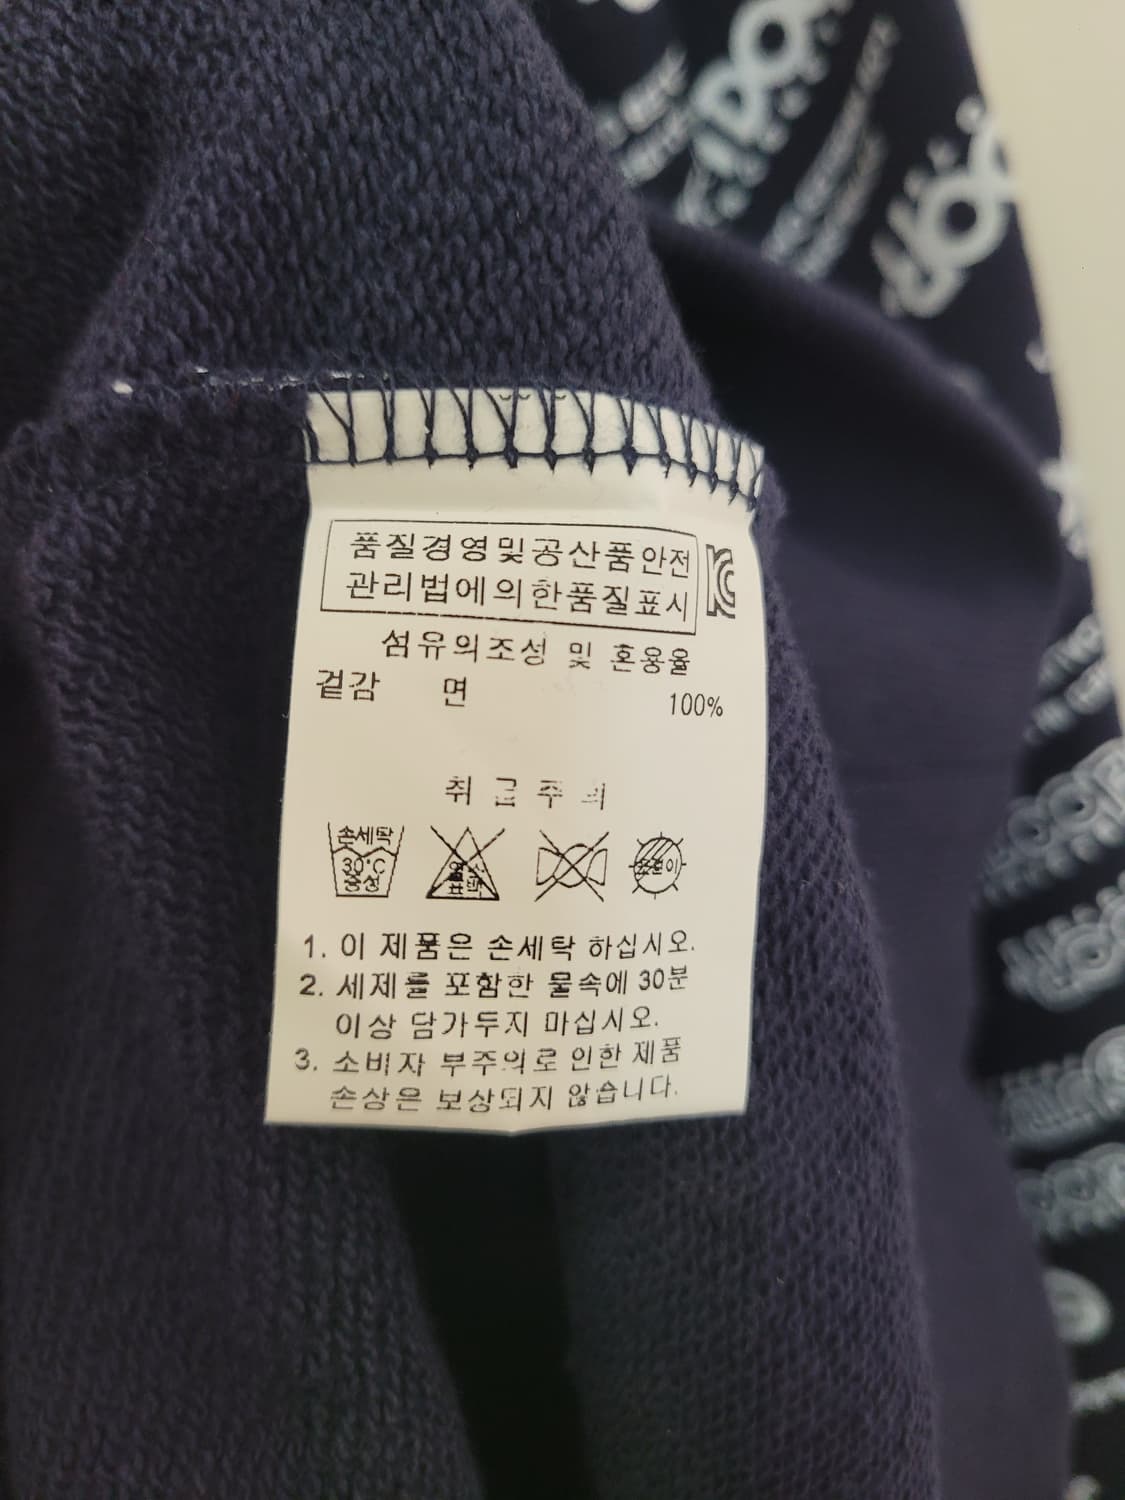 품질경영및공산품안전
관리법에의한품질표시
섬유의조성 및 혼용율
겉감 면 100%
취급주의
손세탁
30°C
중성
염소
표백
1. 이 제품은 손세탁 하십시오.
2. 세제를 포함한 물속에 30분
이상 담가두지 마십시오.
3. 소비자 부주의로 인한 제품
손상은 보상되지 않습니다.